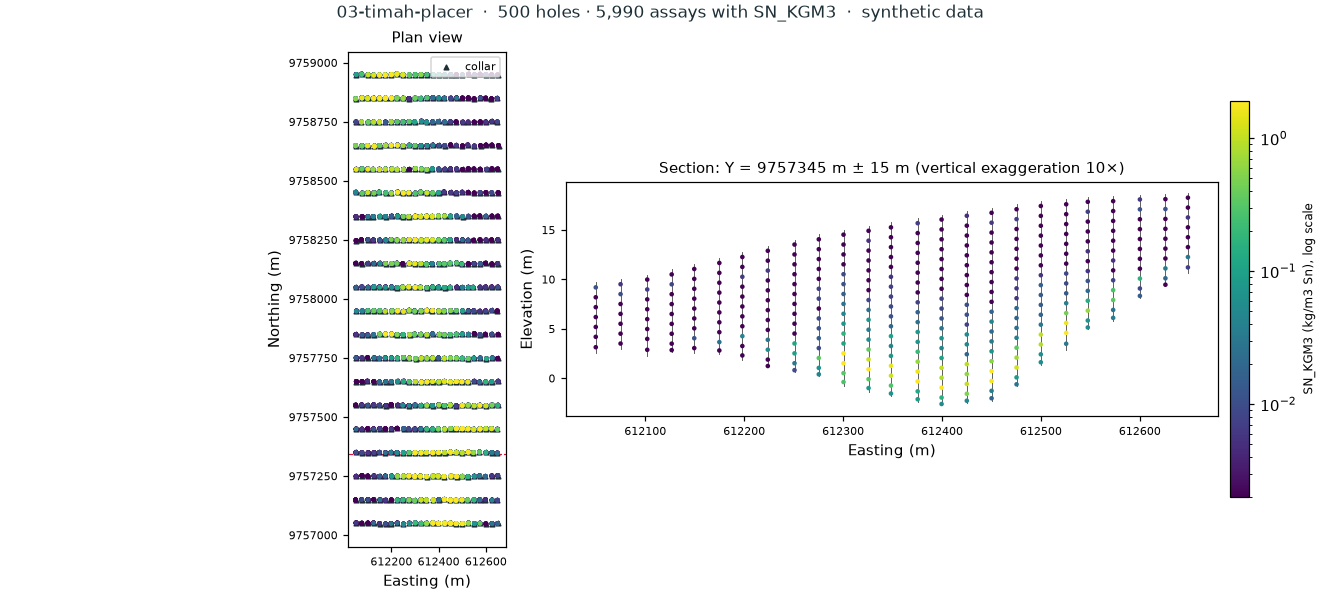 03-timah-placer · 500 holes · 5,990 assays with SN_KGM3 · synthetic data
Plan view
collar
9759000
9758750
9758500
9758250
9758000
9757750
9757500
9757250
9757000
Northing (m)
612200 612400 612600
Easting (m)
Section: Y = 9757345 m ± 15 m (vertical exaggeration 10×)
15
10
5
0
Elevation (m)
612100 612200 612300 612400 612500 612600
Easting (m)
10⁰
10⁻¹
10⁻²
SN_KGM3 (kg/m3 Sn), log scale